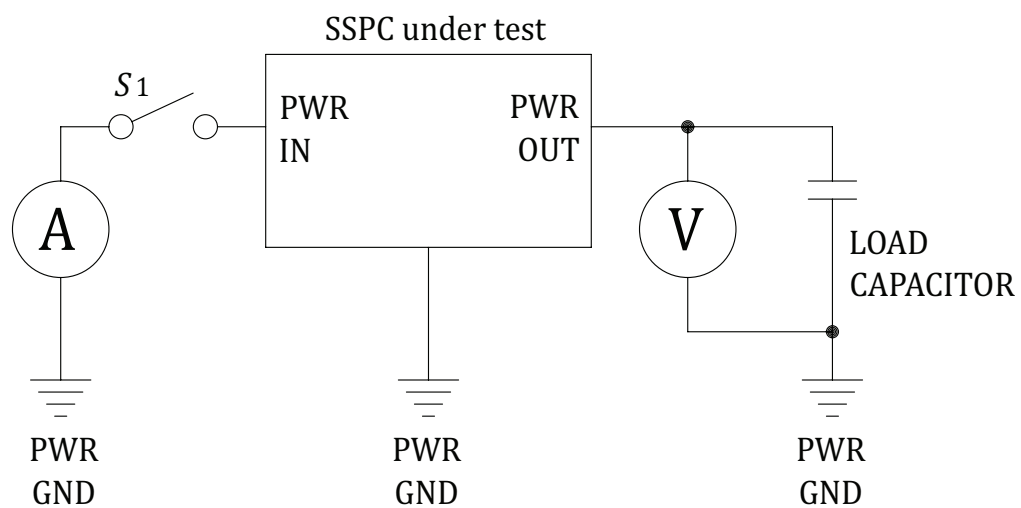 SSPC under test
S1
PWR
IN
PWR
OUT
A
V
LOAD
CAPACITOR
PWR
GND
PWR
GND
PWR
GND